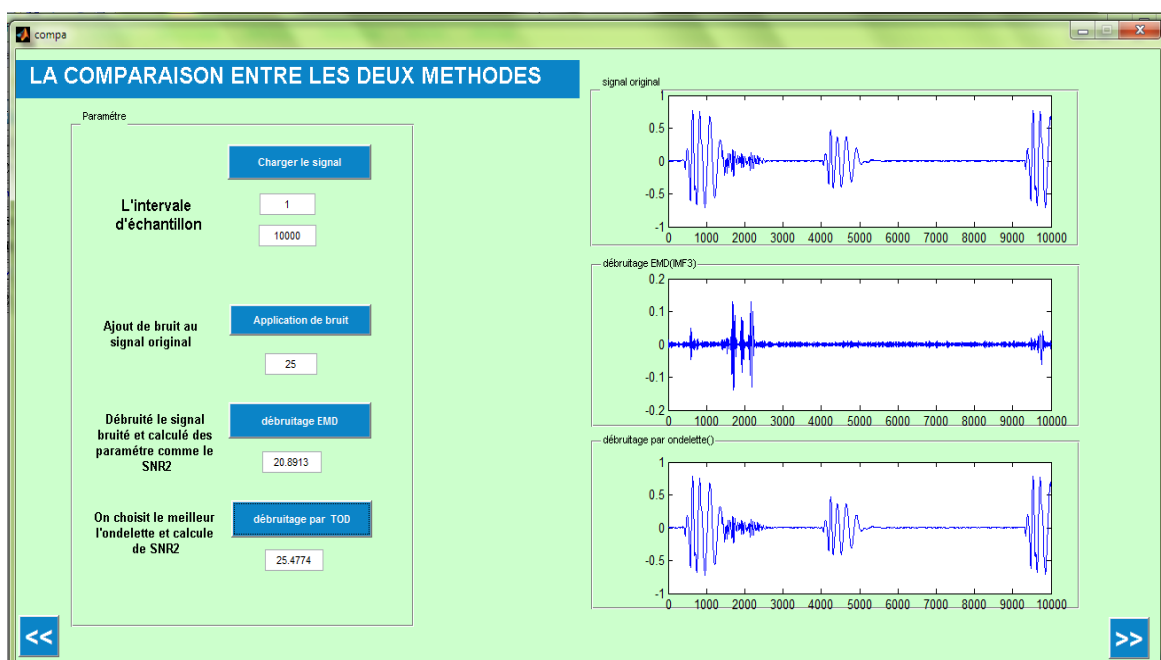 compa
LA COMPARAISON ENTRE LES DEUX METHODES
Paramétre
Charger le signal
L'intervale
d'échantillon
1
10000
Ajout de bruit au
signal original
Application de bruit
25
Débruité le signal
bruité et calculé des
paramétre comme le
SNR2
débruitage EMD
20.8913
On choisit le meilleur
l'ondelette et calcule
de SNR2
débruitage par TOD
25.4774
<<
signal original
1
0.5
0
-0.5
-1
0 1000 2000 3000 4000 5000 6000 7000 8000 9000 10000
débruitage EMD(IMF3)
0.2
0.1
0
-0.1
-0.2
0 1000 2000 3000 4000 5000 6000 7000 8000 9000 10000
débruitage par ondelette()
1
0.5
0
-0.5
-1
0 1000 2000 3000 4000 5000 6000 7000 8000 9000 10000
>>